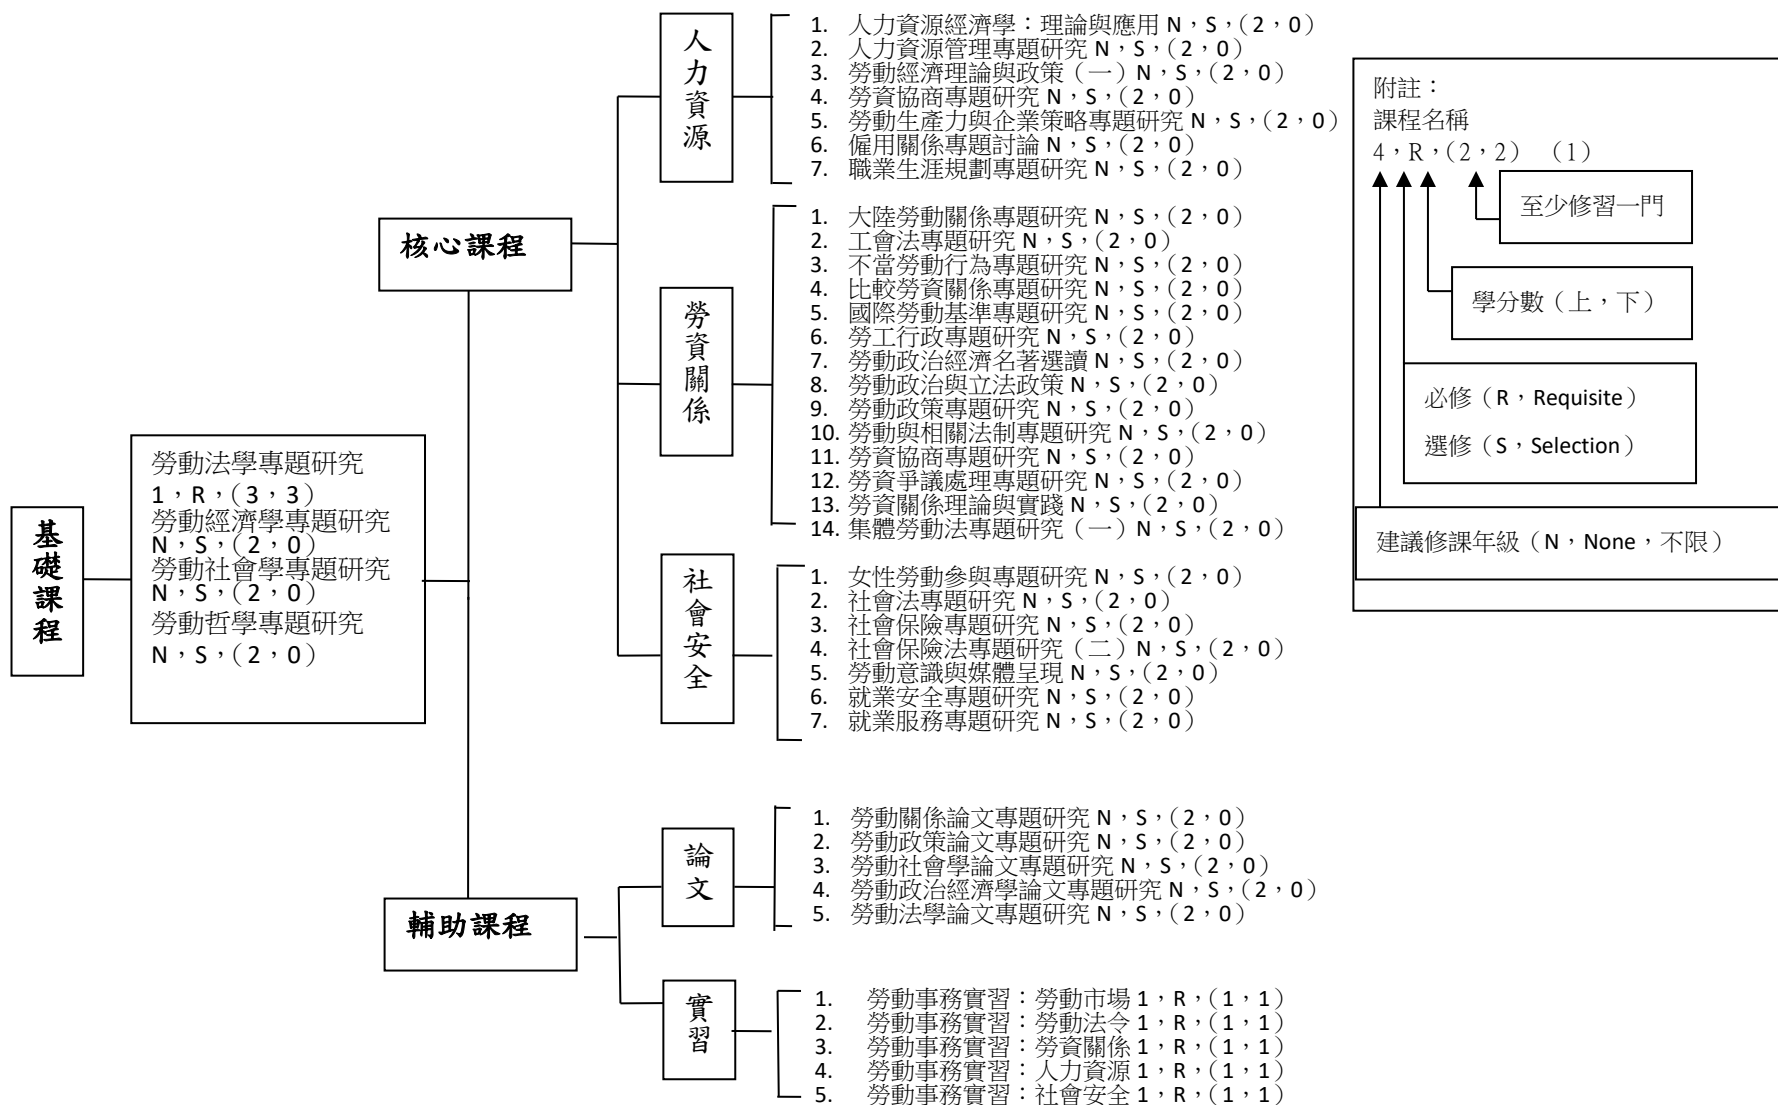 基礎課程
勞動法學專題研究
1，R，(3，3)
勞動經濟學專題研究
N，S，(2，0)
勞動社會學專題研究
N，S，(2，0)
勞動哲學專題研究
N，S，(2，0)
核心課程
人力資源
1. 人力資源經濟學：理論與應用 N，S，(2，0)
2. 人力資源管理專題研究 N，S，(2，0)
3. 勞動經濟理論與政策（一）N，S，(2，0)
4. 勞資協商專題研究 N，S，(2，0)
5. 勞動生產力與企業策略專題研究 N，S，(2，0)
6. 僱用關係專題討論 N，S，(2，0)
7. 職業生涯規劃專題研究 N，S，(2，0)
勞資關係
1. 大陸勞動關係專題研究 N，S，(2，0)
2. 工會法專題研究 N，S，(2，0)
3. 不當勞動行為專題研究 N，S，(2，0)
4. 比較勞資關係專題研究 N，S，(2，0)
5. 國際勞動基準專題研究 N，S，(2，0)
6. 勞工行政專題研究 N，S，(2，0)
7. 勞動政治經濟名著選讀 N，S，(2，0)
8. 勞動政治與立法政策 N，S，(2，0)
9. 勞動政策專題研究 N，S，(2，0)
10. 勞動與相關法制專題研究 N，S，(2，0)
11. 勞資協商專題研究 N，S，(2，0)
12. 勞資爭議處理專題研究 N，S，(2，0)
13. 勞資關係理論與實踐 N，S，(2，0)
14. 集體勞動法專題研究（一）N，S，(2，0)
社會安全
1. 女性勞動參與專題研究 N，S，(2，0)
2. 社會法專題研究 N，S，(2，0)
3. 社會保險專題研究 N，S，(2，0)
4. 社會保險法專題研究（二）N，S，(2，0)
5. 勞動意識與媒體呈現 N，S，(2，0)
6. 就業安全專題研究 N，S，(2，0)
7. 就業服務專題研究 N，S，(2，0)
輔助課程
論文
1. 勞動關係論文專題研究 N，S，(2，0)
2. 勞動政策論文專題研究 N，S，(2，0)
3. 勞動社會學論文專題研究 N，S，(2，0)
4. 勞動政治經濟學論文專題研究 N，S，(2，0)
5. 勞動法學論文專題研究 N，S，(2，0)
實習
1. 勞動事務實習：勞動市場 1，R，(1，1)
2. 勞動事務實習：勞動法令 1，R，(1，1)
3. 勞動事務實習：勞資關係 1，R，(1，1)
4. 勞動事務實習：人力資源 1，R，(1，1)
5. 勞動事務實習：社會安全 1，R，(1，1)
附註：
課程名稱
4，R，(2，2) (1)
至少修習一門
學分數（上，下）
必修（R，Requisite）
選修（S，Selection）
建議修課年級（N，None，不限）